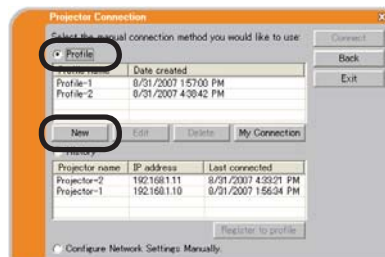 Projector Connection
Select the manual connection method you would like to use:
Connect
Profile
Back
Profile name Date created
Exit
Profile-1 8/31/2007 1:57:00 PM
Profile-2 8/31/2007 4:38:42 PM
New Edit Delete My Connection
History
Projector name IP address Last connected
Projector-2 192.168.1.11 8/31/2007 4:33:21 PM
Projector-1 192.168.1.10 8/31/2007 1:56:34 PM
Register to profile
Configure Network Settings Manually.